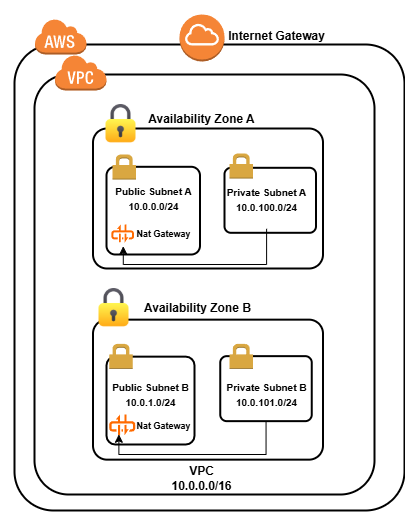 AWS
Internet Gateway
VPC
Availability Zone A
Public Subnet A
10.0.0.0/24
Nat Gateway
Private Subnet A
10.0.100.0/24
Availability Zone B
Public Subnet B
10.0.1.0/24
Nat Gateway
Private Subnet B
10.0.101.0/24
VPC
10.0.0.0/16